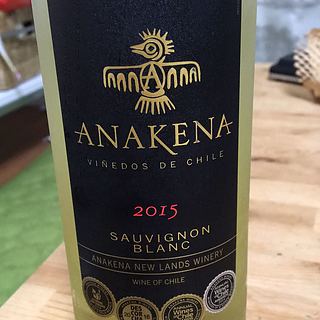 ANAKENA
VIÑEDOS DE CHILE
2015
SAUVIGNON
BLANC
ANAKENA NEW LANDS WINERY
WINE OF CHILE